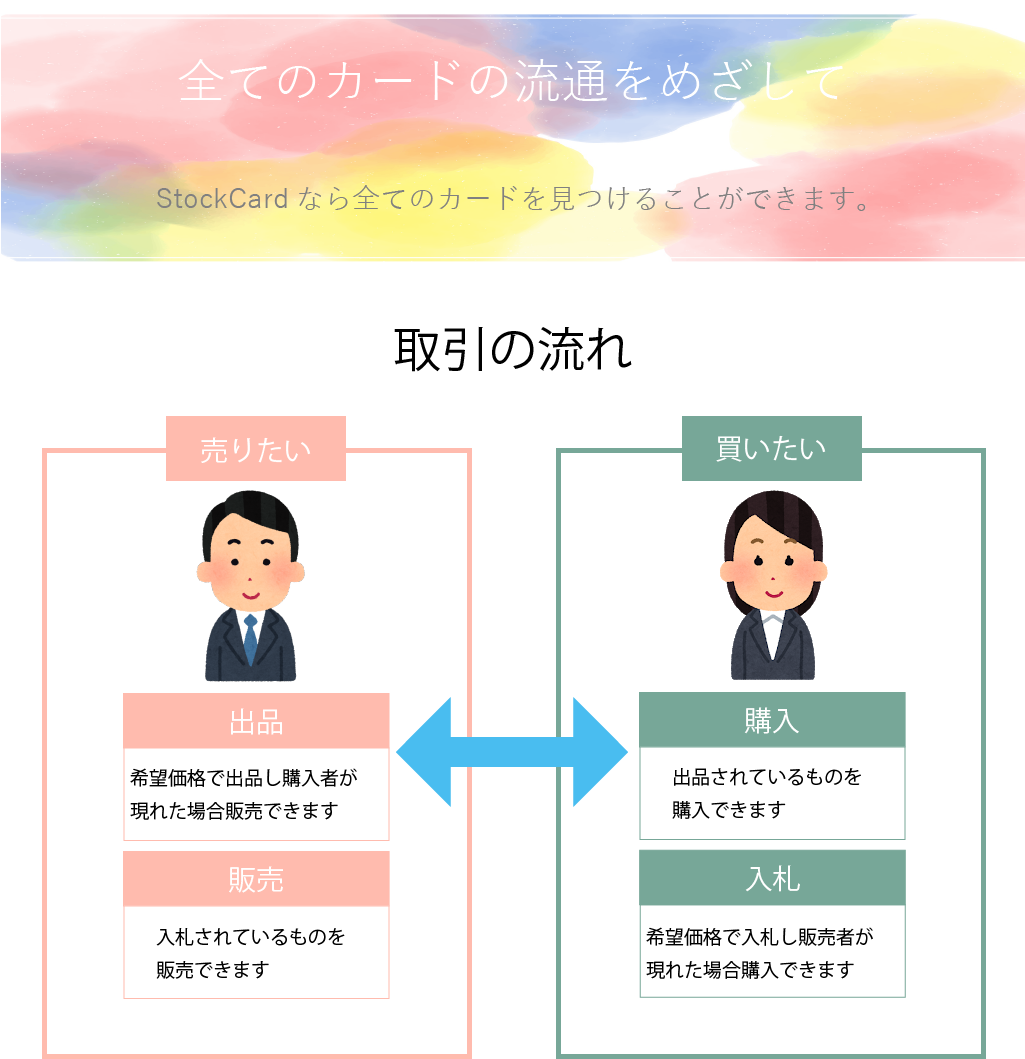 全てのカードの流通をめざして
StockCard なら全てのカードを見つけることができます。
取引の流れ
売りたい
出品
希望価格で出品し購入者が
現れた場合販売できます
販売
入札されているものを
販売できます
買いたい
購入
出品されているものを
購入できます
入札
希望価格で入札し販売者が
現れた場合購入できます